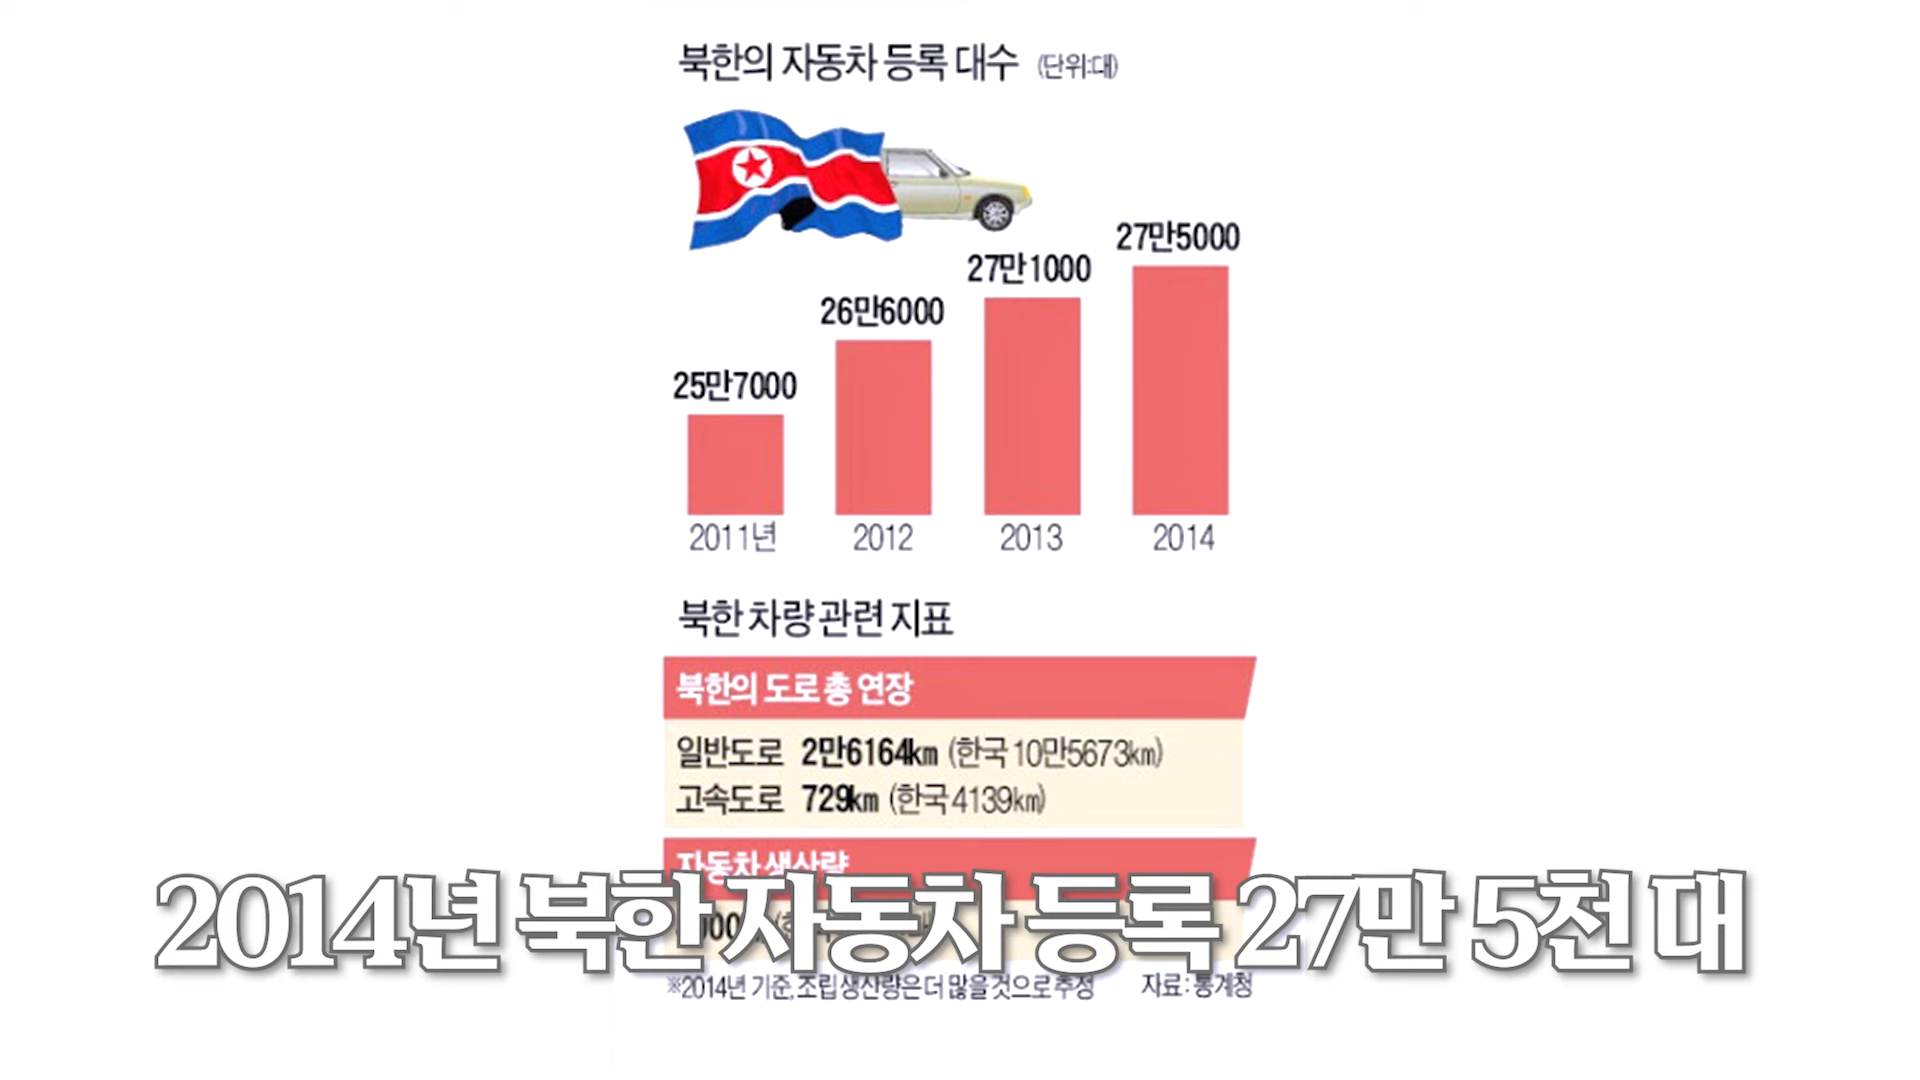 북한의 자동차 등록 대수 (단위:대)
27만5000
27만1000
26만6000
25만7000
2011년 2012 2013 2014
북한 차량 관련 지표
북한의 도로 총 연장
일반도로 2만6164km (한국 10만5673km)
고속도로 729km (한국 4139km)
자동차 생산량
2014년 북한 자동차 등록 27만 5천 대
※2014년 기준, 조립 생산량은 더 많을 것으로 추정 자료:통계청